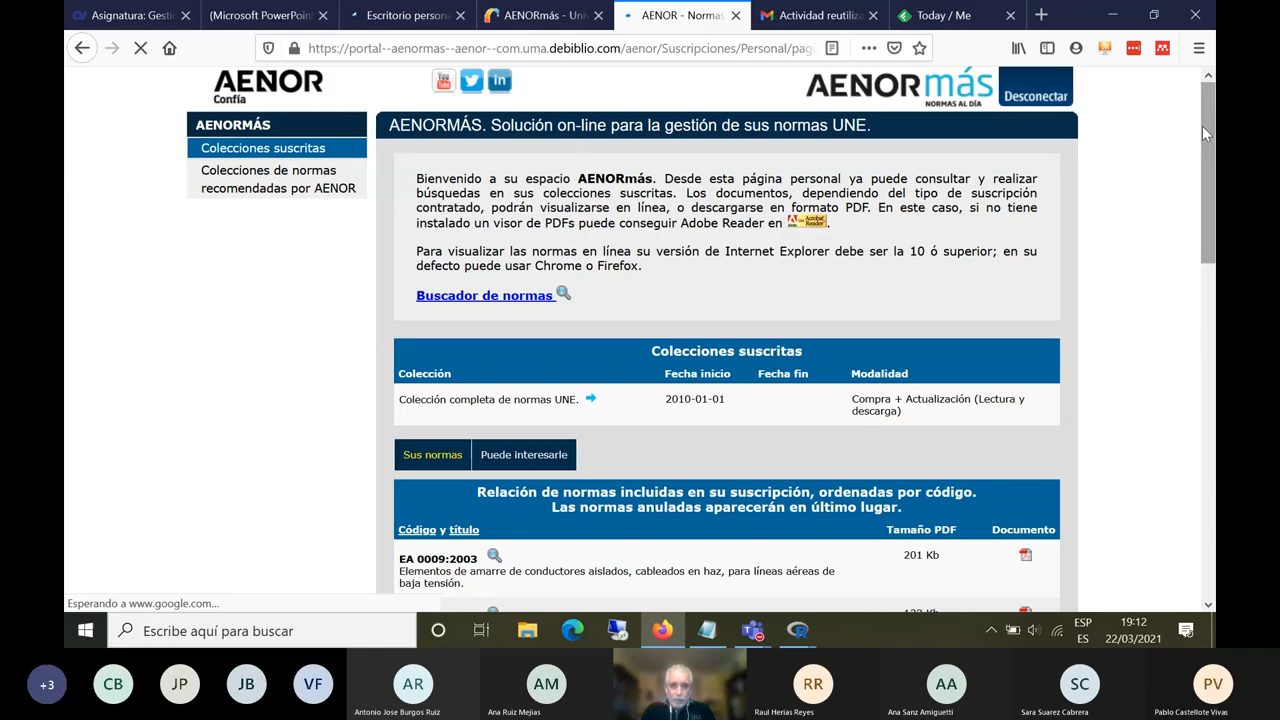 Asignatura: Gesti
(Microsoft PowerPoin
Escritorio persona
AENORmás - Univ
AENOR - Normas
Actividad reutiliza
Today / Me
https://portal--aenormas--aenor--com.uma.debiblio.com/aenor/Suscripciones/Personal/pagi
AENOR
Confía
You Tube
in
AENORmás
NORMAS AL DÍA
Desconectar
AENORMÁS
Colecciones suscritas
Colecciones de normas
recomendadas por AENOR
AENORMÁS. Solución on-line para la gestión de sus normas UNE.
Bienvenido a su espacio AENORmás. Desde esta página personal ya puede consultar y realizar
búsquedas en sus colecciones suscritas. Los documentos, dependiendo del tipo de suscripción
contratado, podrán visualizarse en línea, o descargarse en formato PDF. En este caso, si no tiene
instalado un visor de PDFs puede conseguir Adobe Reader en
.
Para visualizar las normas en línea su versión de Internet Explorer debe ser la 10 ó superior; en su
defecto puede usar Chrome o Firefox.
Buscador de normas
Colecciones suscritas
Colección Fecha inicio Fecha fin Modalidad
Colección completa de normas UNE. 2010-01-01 Compra + Actualización (Lectura y
descarga)
Sus normas Puede interesarle
Relación de normas incluidas en su suscripción, ordenadas por código.
Las normas anuladas aparecerán en último lugar.
Código y título Tamaño PDF Documento
EA 0009:2003 201 Kb
Elementos de amarre de conductores aislados, cableados en haz, para líneas aéreas de
baja tensión.
Esperando a www.google.com...
Escribe aquí para buscar
ESP
ES
19:12
22/03/2021
+3
CB
JP
JB
VF
AR
Antonio Jose Burgos Ruiz
AM
Ana Ruiz Mejias
RR
Raul Herias Reyes
AA
Ana Sanz Amiguetti
SC
Sara Suarez Cabrera
PV
Pablo Castellote Vivas